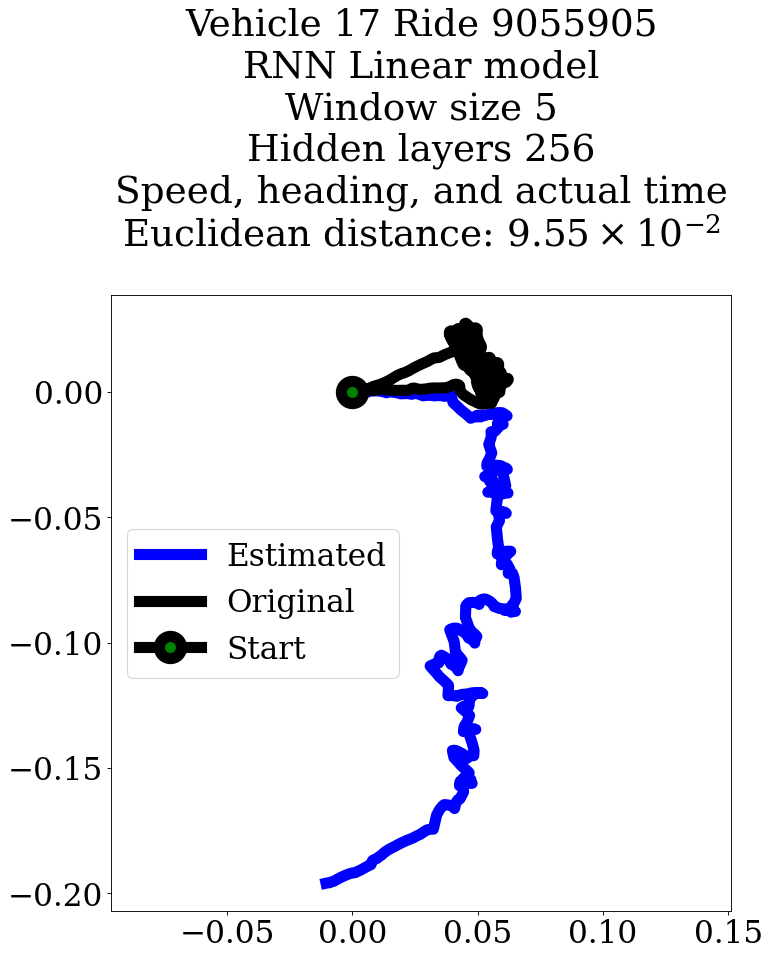 Vehicle 17 Ride 9055905
RNN Linear model
Window size 5
Hidden layers 256
Speed, heading, and actual time
Euclidean distance: 9.55 × 10⁻²
0.00
−0.05
−0.10
−0.15
−0.20
Estimated
Original
Start
−0.05 0.00 0.05 0.10 0.15